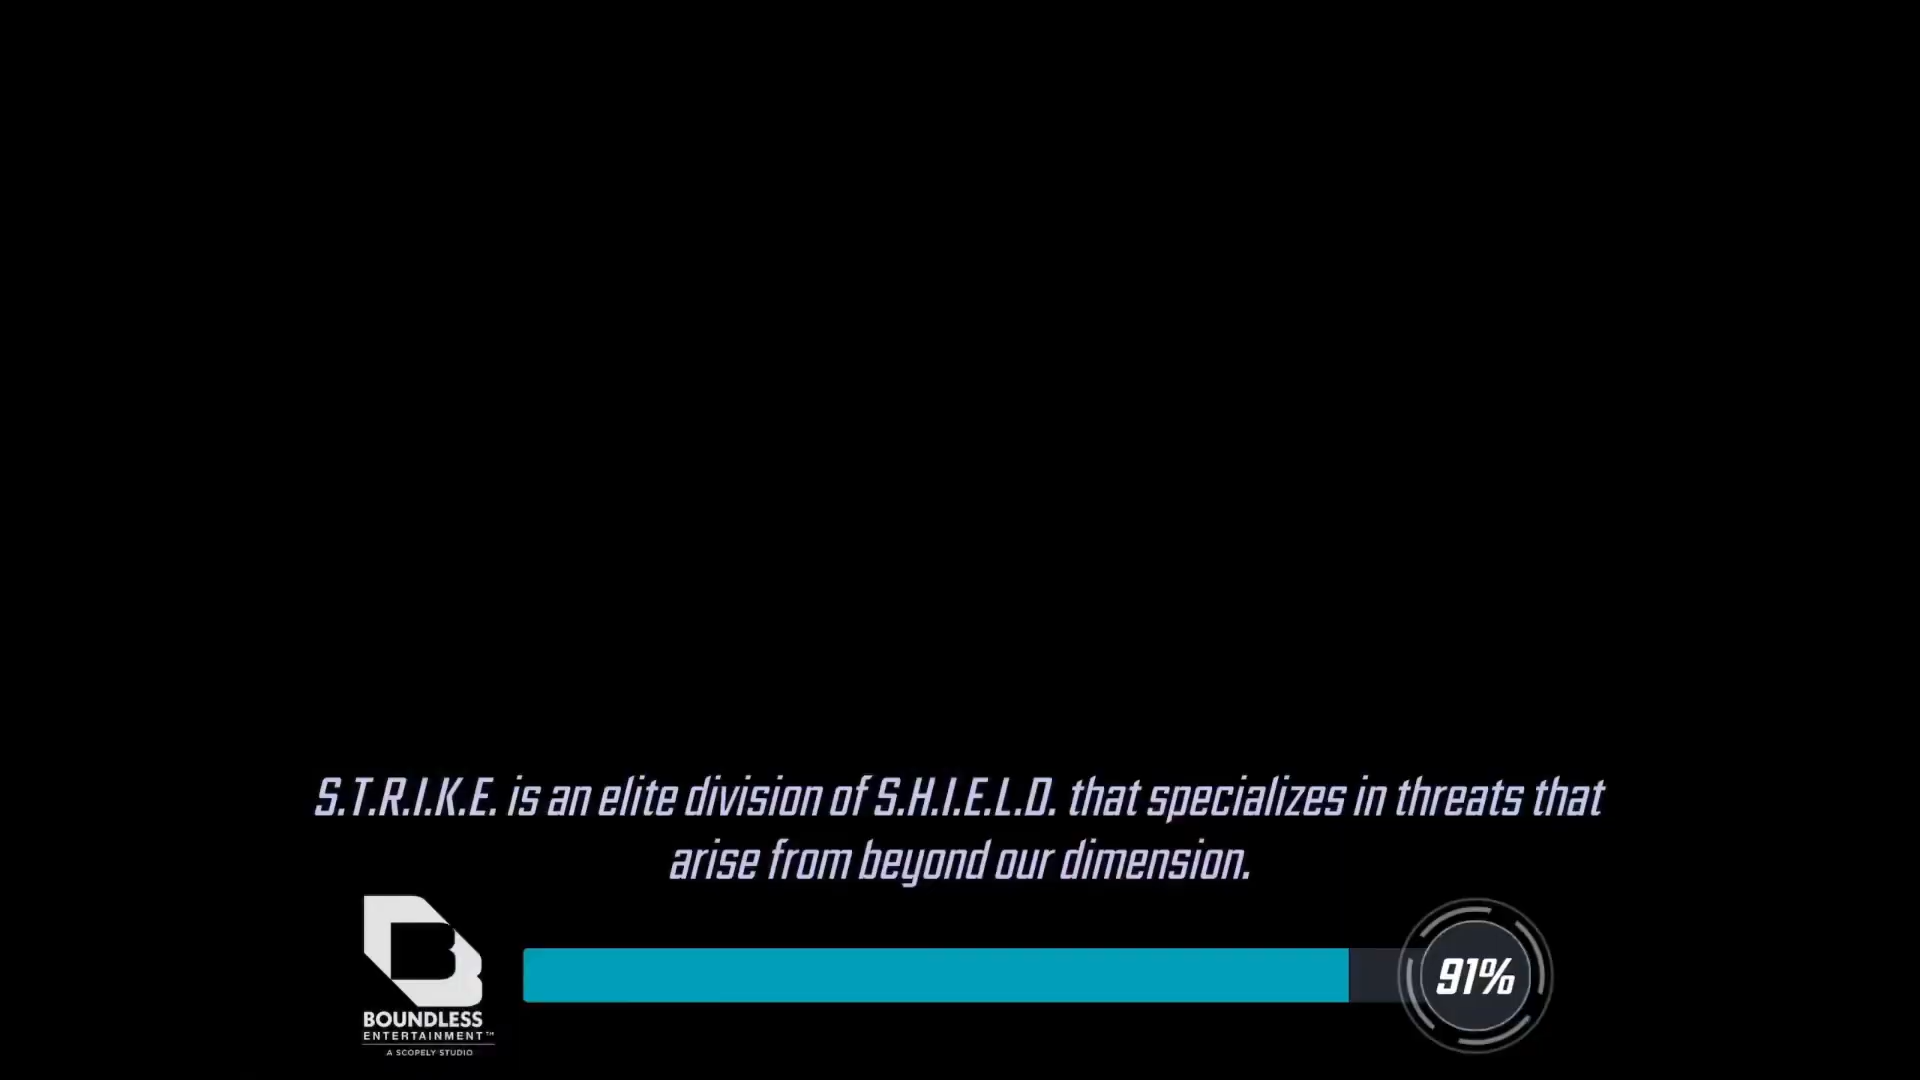 S.T.R.I.K.E. is an elite division of S.H.I.E.L.D. that specializes in threats that
arise from beyond our dimension.
91%
BOUNDLESS
ENTERTAINMENT™
A SCOPELY STUDIO